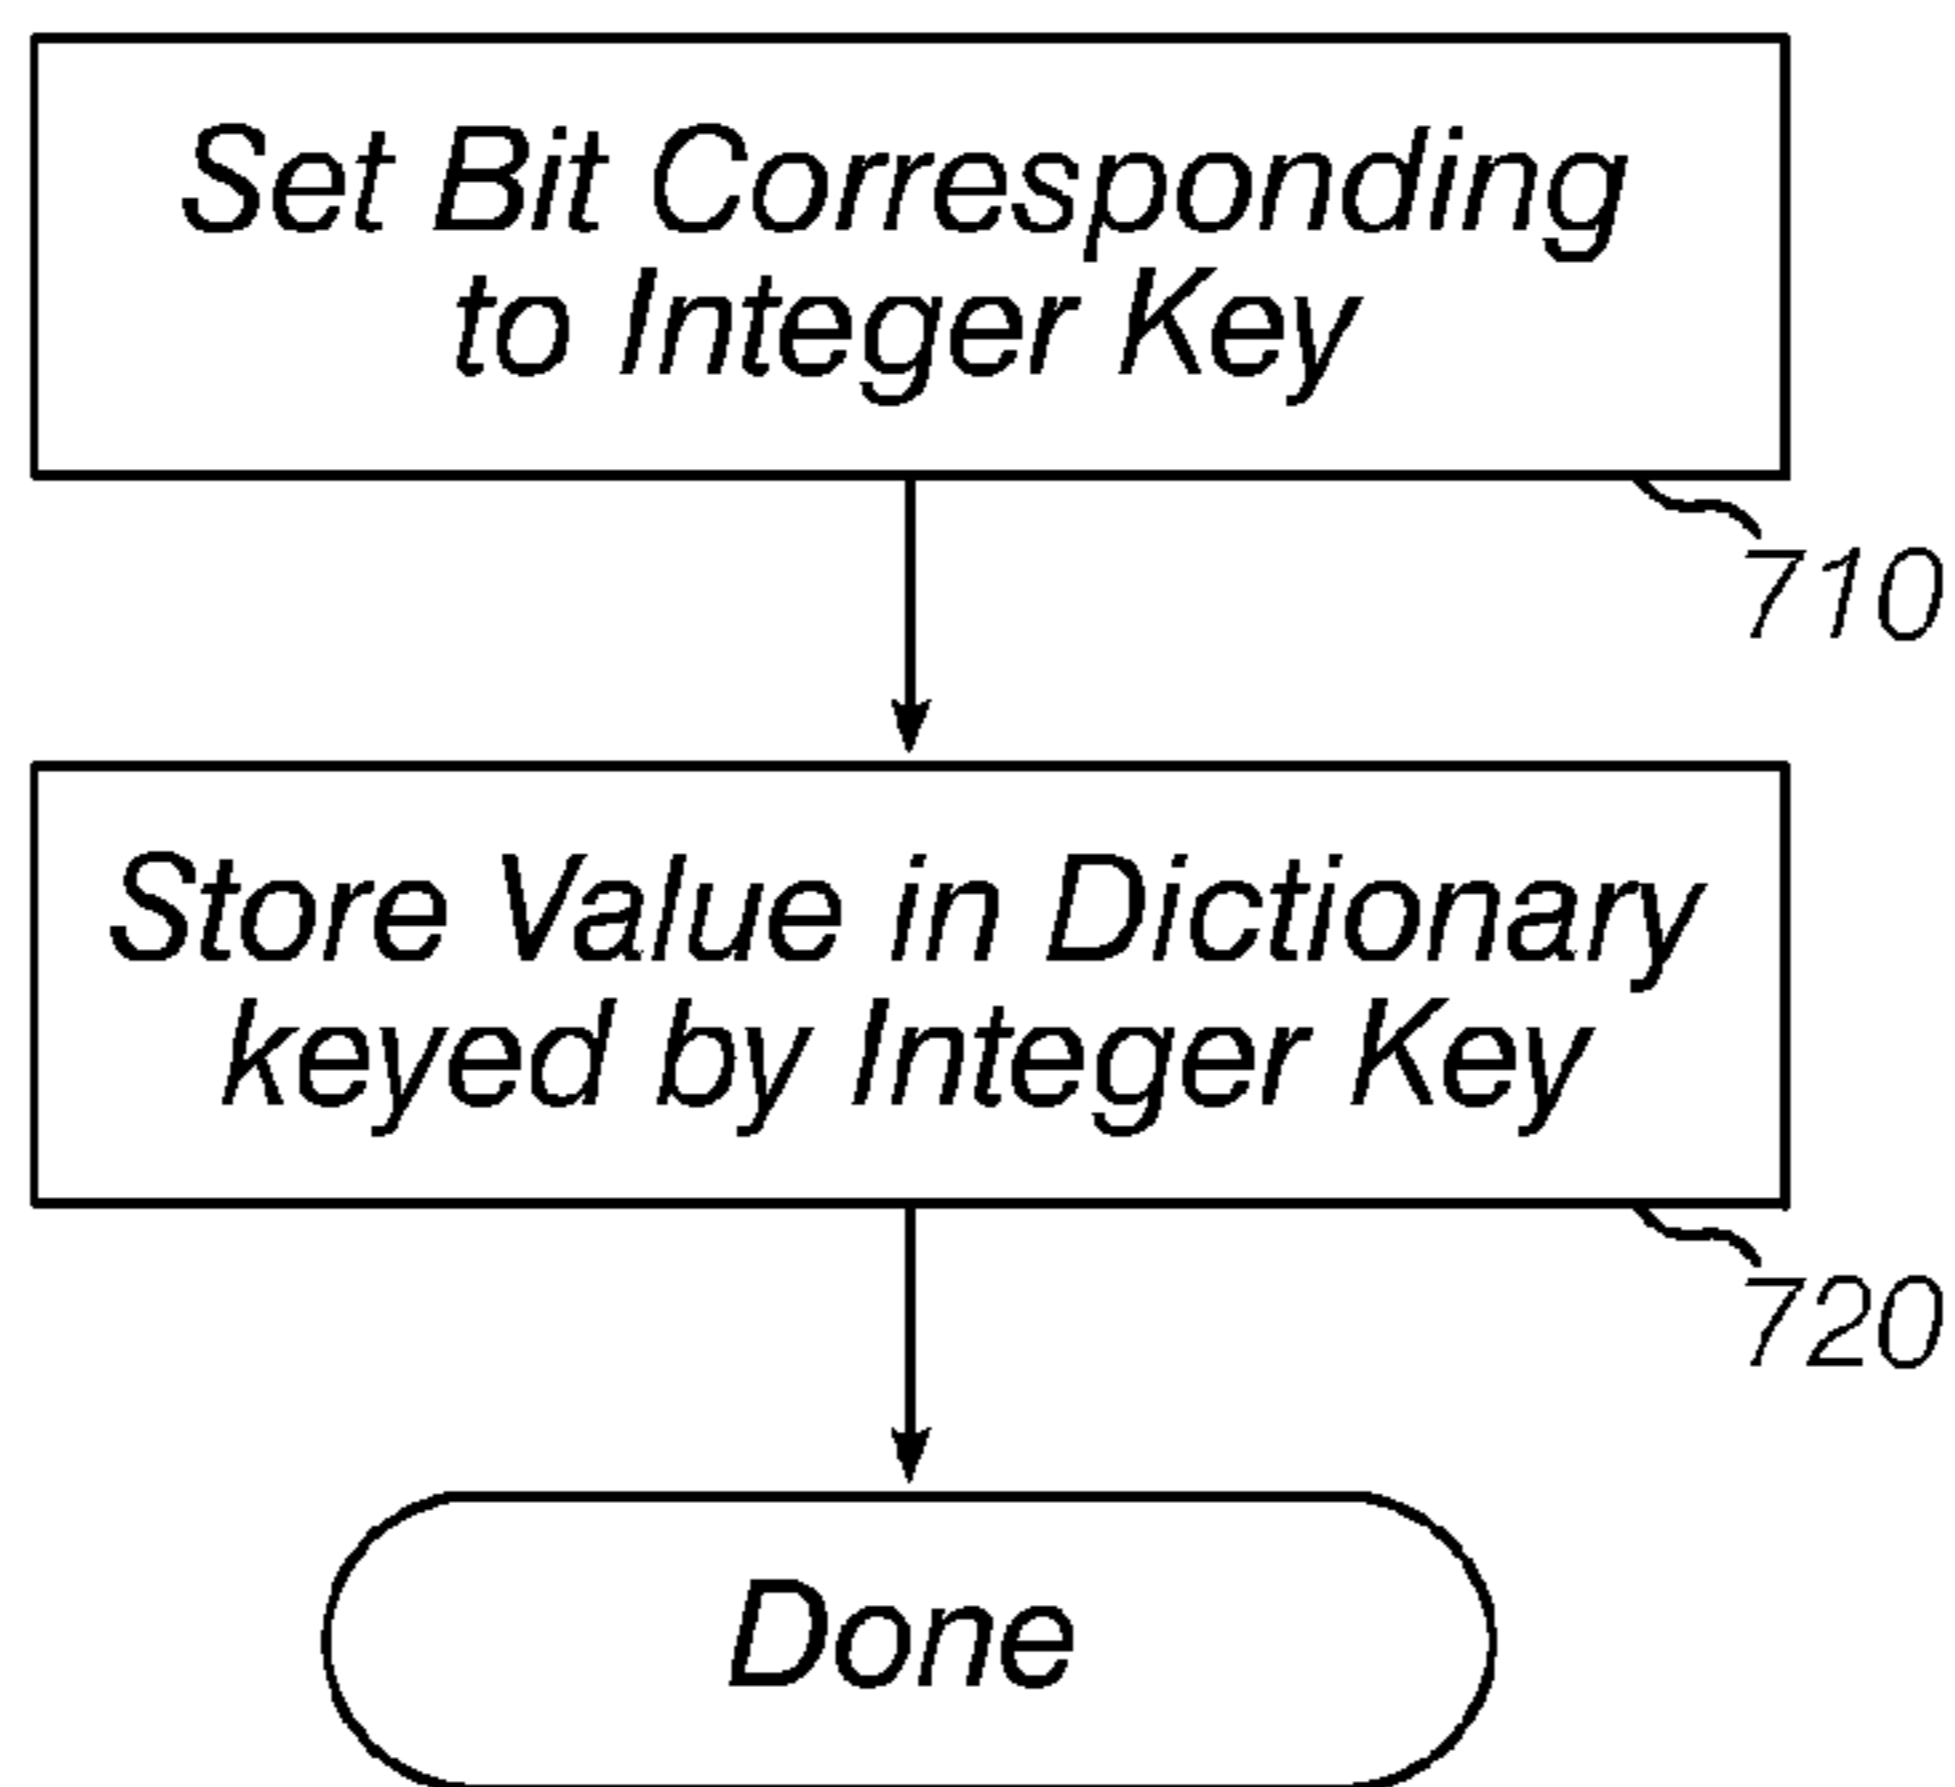 Set Bit Corresponding
to Integer Key
710
Store Value in Dictionary
keyed by Integer Key
720
Done